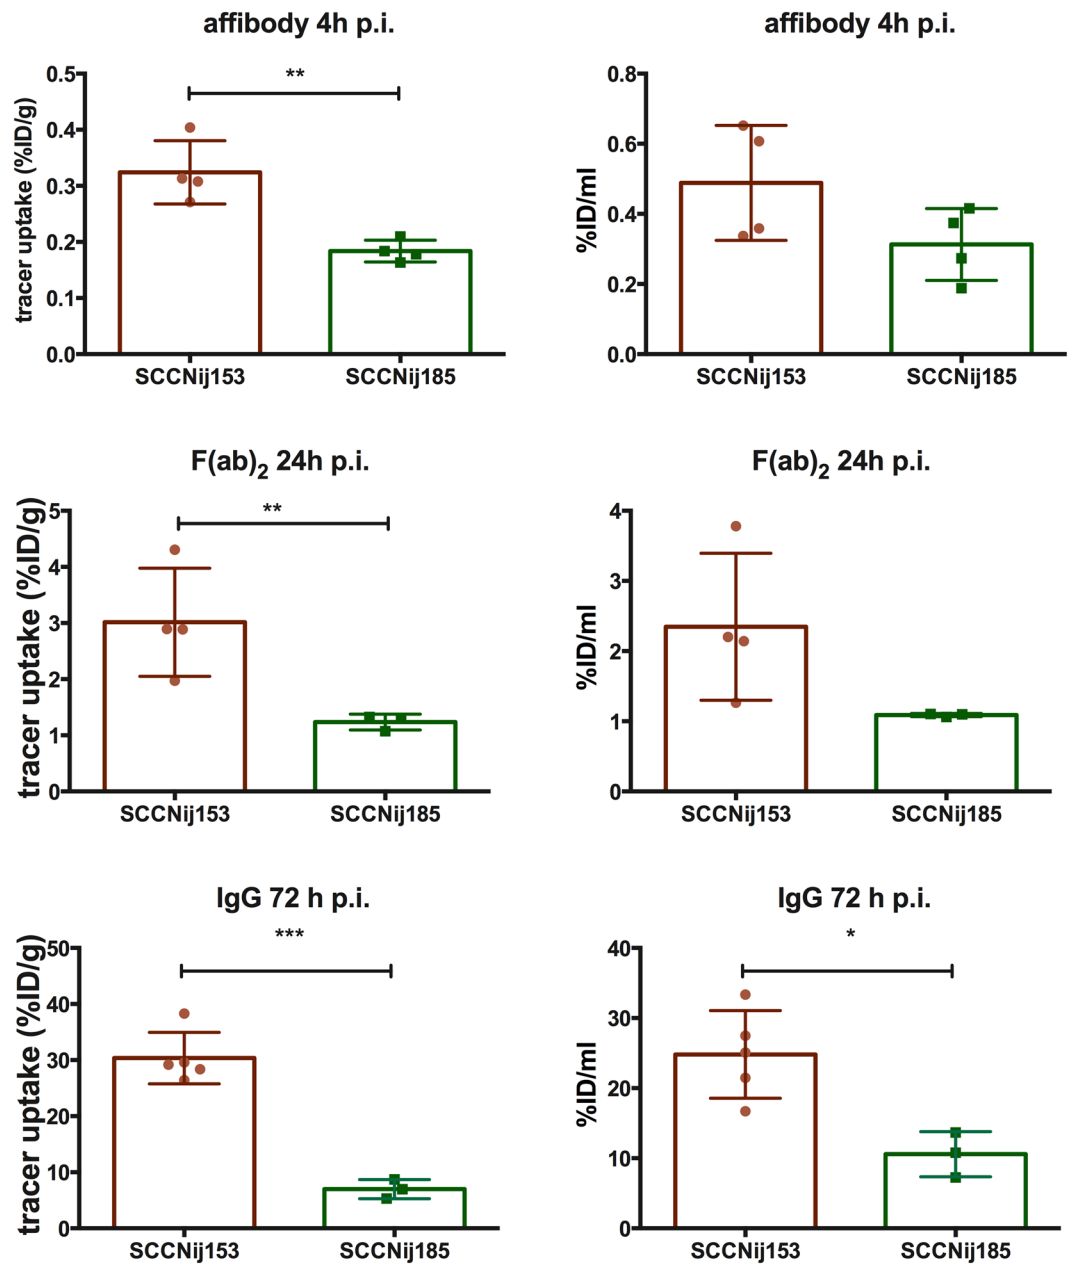 affibody 4h p.i.
tracer uptake (%ID/g)
0.5
0.4
0.3
0.2
0.1
0.0
**
SCCNij153 SCCNij185
affibody 4h p.i.
%ID/ml
0.8
0.6
0.4
0.2
0.0
SCCNij153 SCCNij185
F(ab)2 24h p.i.
tracer uptake (%ID/g)
5
4
3
2
1
0
**
SCCNij153 SCCNij185
F(ab)2 24h p.i.
%ID/ml
4
3
2
1
0
SCCNij153 SCCNij185
IgG 72 h p.i.
tracer uptake (%ID/g)
50
40
30
20
10
0
***
SCCNij153 SCCNij185
IgG 72 h p.i.
%ID/ml
40
30
20
10
0
*
SCCNij153 SCCNij185